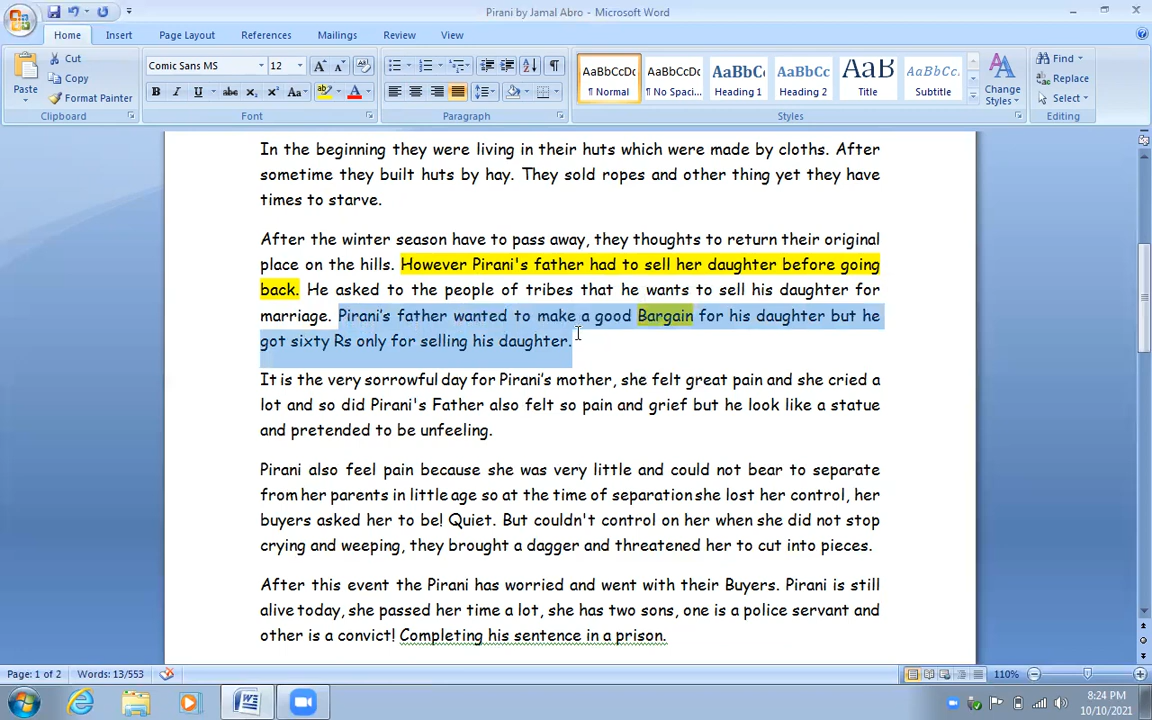 Pirani by Jamal Abro - Microsoft Word
Home Insert Page Layout References Mailings Review View
Paste
Cut
Copy
Format Painter
Clipboard
Comic Sans MS 12
Font
Paragraph
AaBbCcDc AaBbCcDc AaBbC AaBbCc AaB AaBbCc.
¶ Normal ¶ No Spaci... Heading 1 Heading 2 Title Subtitle
Change Styles
Styles
Find
Replace
Select
Editing
In the beginning they were living in their huts which were made by cloths. After
sometime they built huts by hay. They sold ropes and other thing yet they have
times to starve.
After the winter season have to pass away, they thoughts to return their original
place on the hills. However Pirani's father had to sell her daughter before going
back. He asked to the people of tribes that he wants to sell his daughter for
marriage. Pirani's father wanted to make a good Bargain for his daughter but he
got sixty Rs only for selling his daughter.
It is the very sorrowful day for Pirani's mother, she felt great pain and she cried a
lot and so did Pirani's Father also felt so pain and grief but he look like a statue
and pretended to be unfeeling.
Pirani also feel pain because she was very little and could not bear to separate
from her parents in little age so at the time of separation she lost her control, her
buyers asked her to be! Quiet. But couldn't control on her when she did not stop
crying and weeping, they brought a dagger and threatened her to cut into pieces.
After this event the Pirani has worried and went with their Buyers. Pirani is still
alive today, she passed her time a lot, she has two sons, one is a police servant and
other is a convict! Completing his sentence in a prison.
Page: 1 of 2 Words: 13/553 110%
8:24 PM
10/10/2021